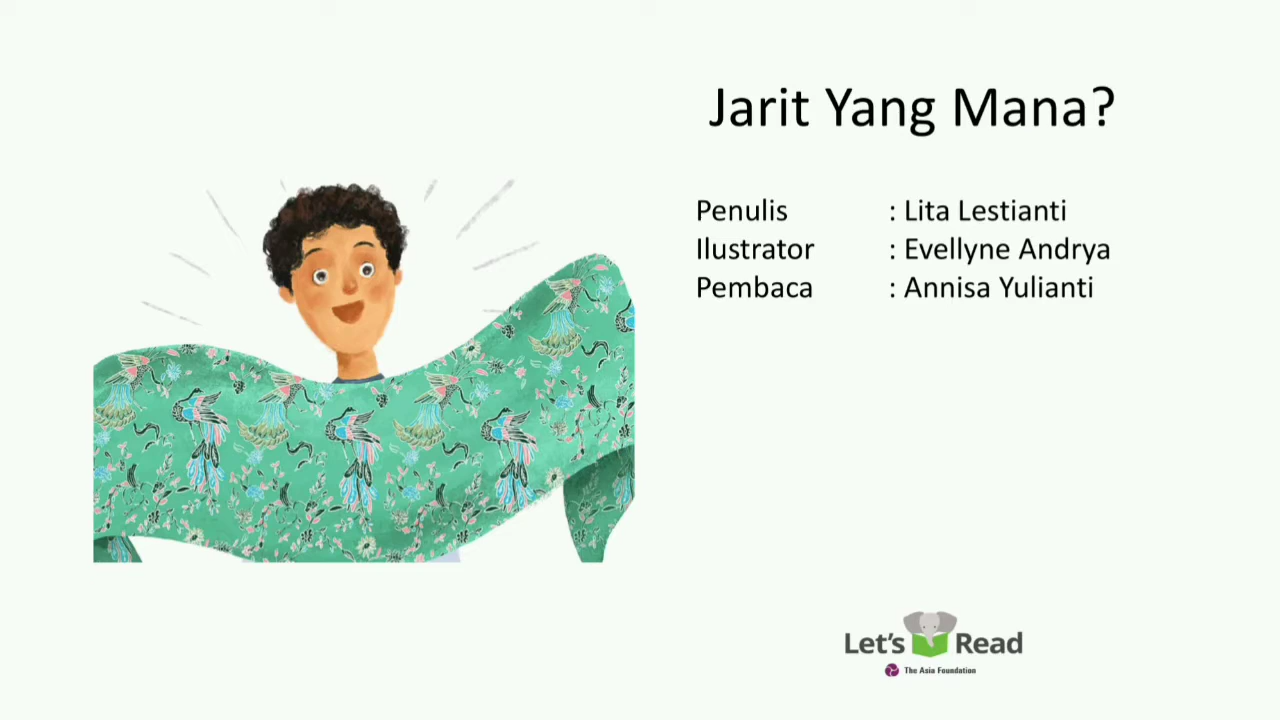 Jarit Yang Mana?
Penulis : Lita Lestianti
Ilustrator : Evellyne Andrya
Pembaca : Annisa Yulianti
Let's Read
The Asia Foundation